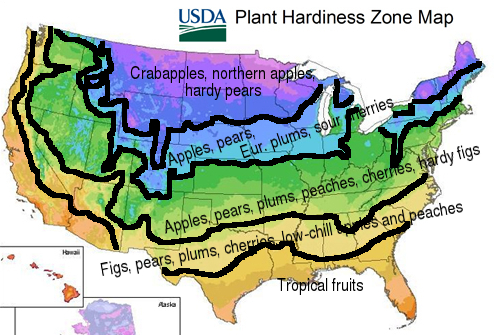 USDA Plant Hardiness Zone Map
Crabapples, northern apples,
hardy pears
Apples, pears,
Eur. plums, sour cherries
Apples, pears, plums, peaches, cherries, hardy figs
Figs, pears, plums, cherries, low-chill apples and peaches
Tropical fruits
Hawaii
Alaska